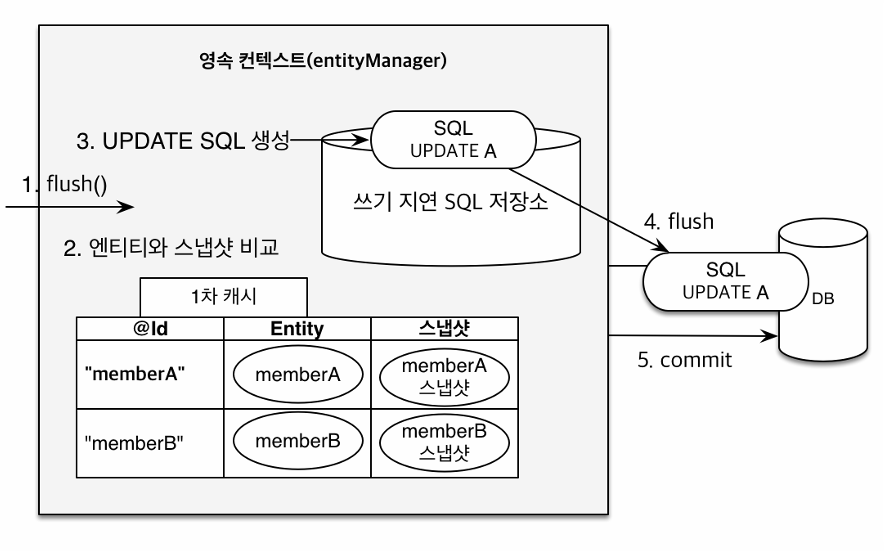 영속 컨텍스트(entityManager)
3. UPDATE SQL 생성
SQL
UPDATE A
1. flush()
쓰기 지연 SQL 저장소
4. flush
2. 엔티티와 스냅샷 비교
SQL
UPDATE A
DB
1차 캐시
@Id
Entity
스냅샷
5. commit
"memberA"
memberA
memberA
스냅샷
"memberB"
memberB
memberB
스냅샷